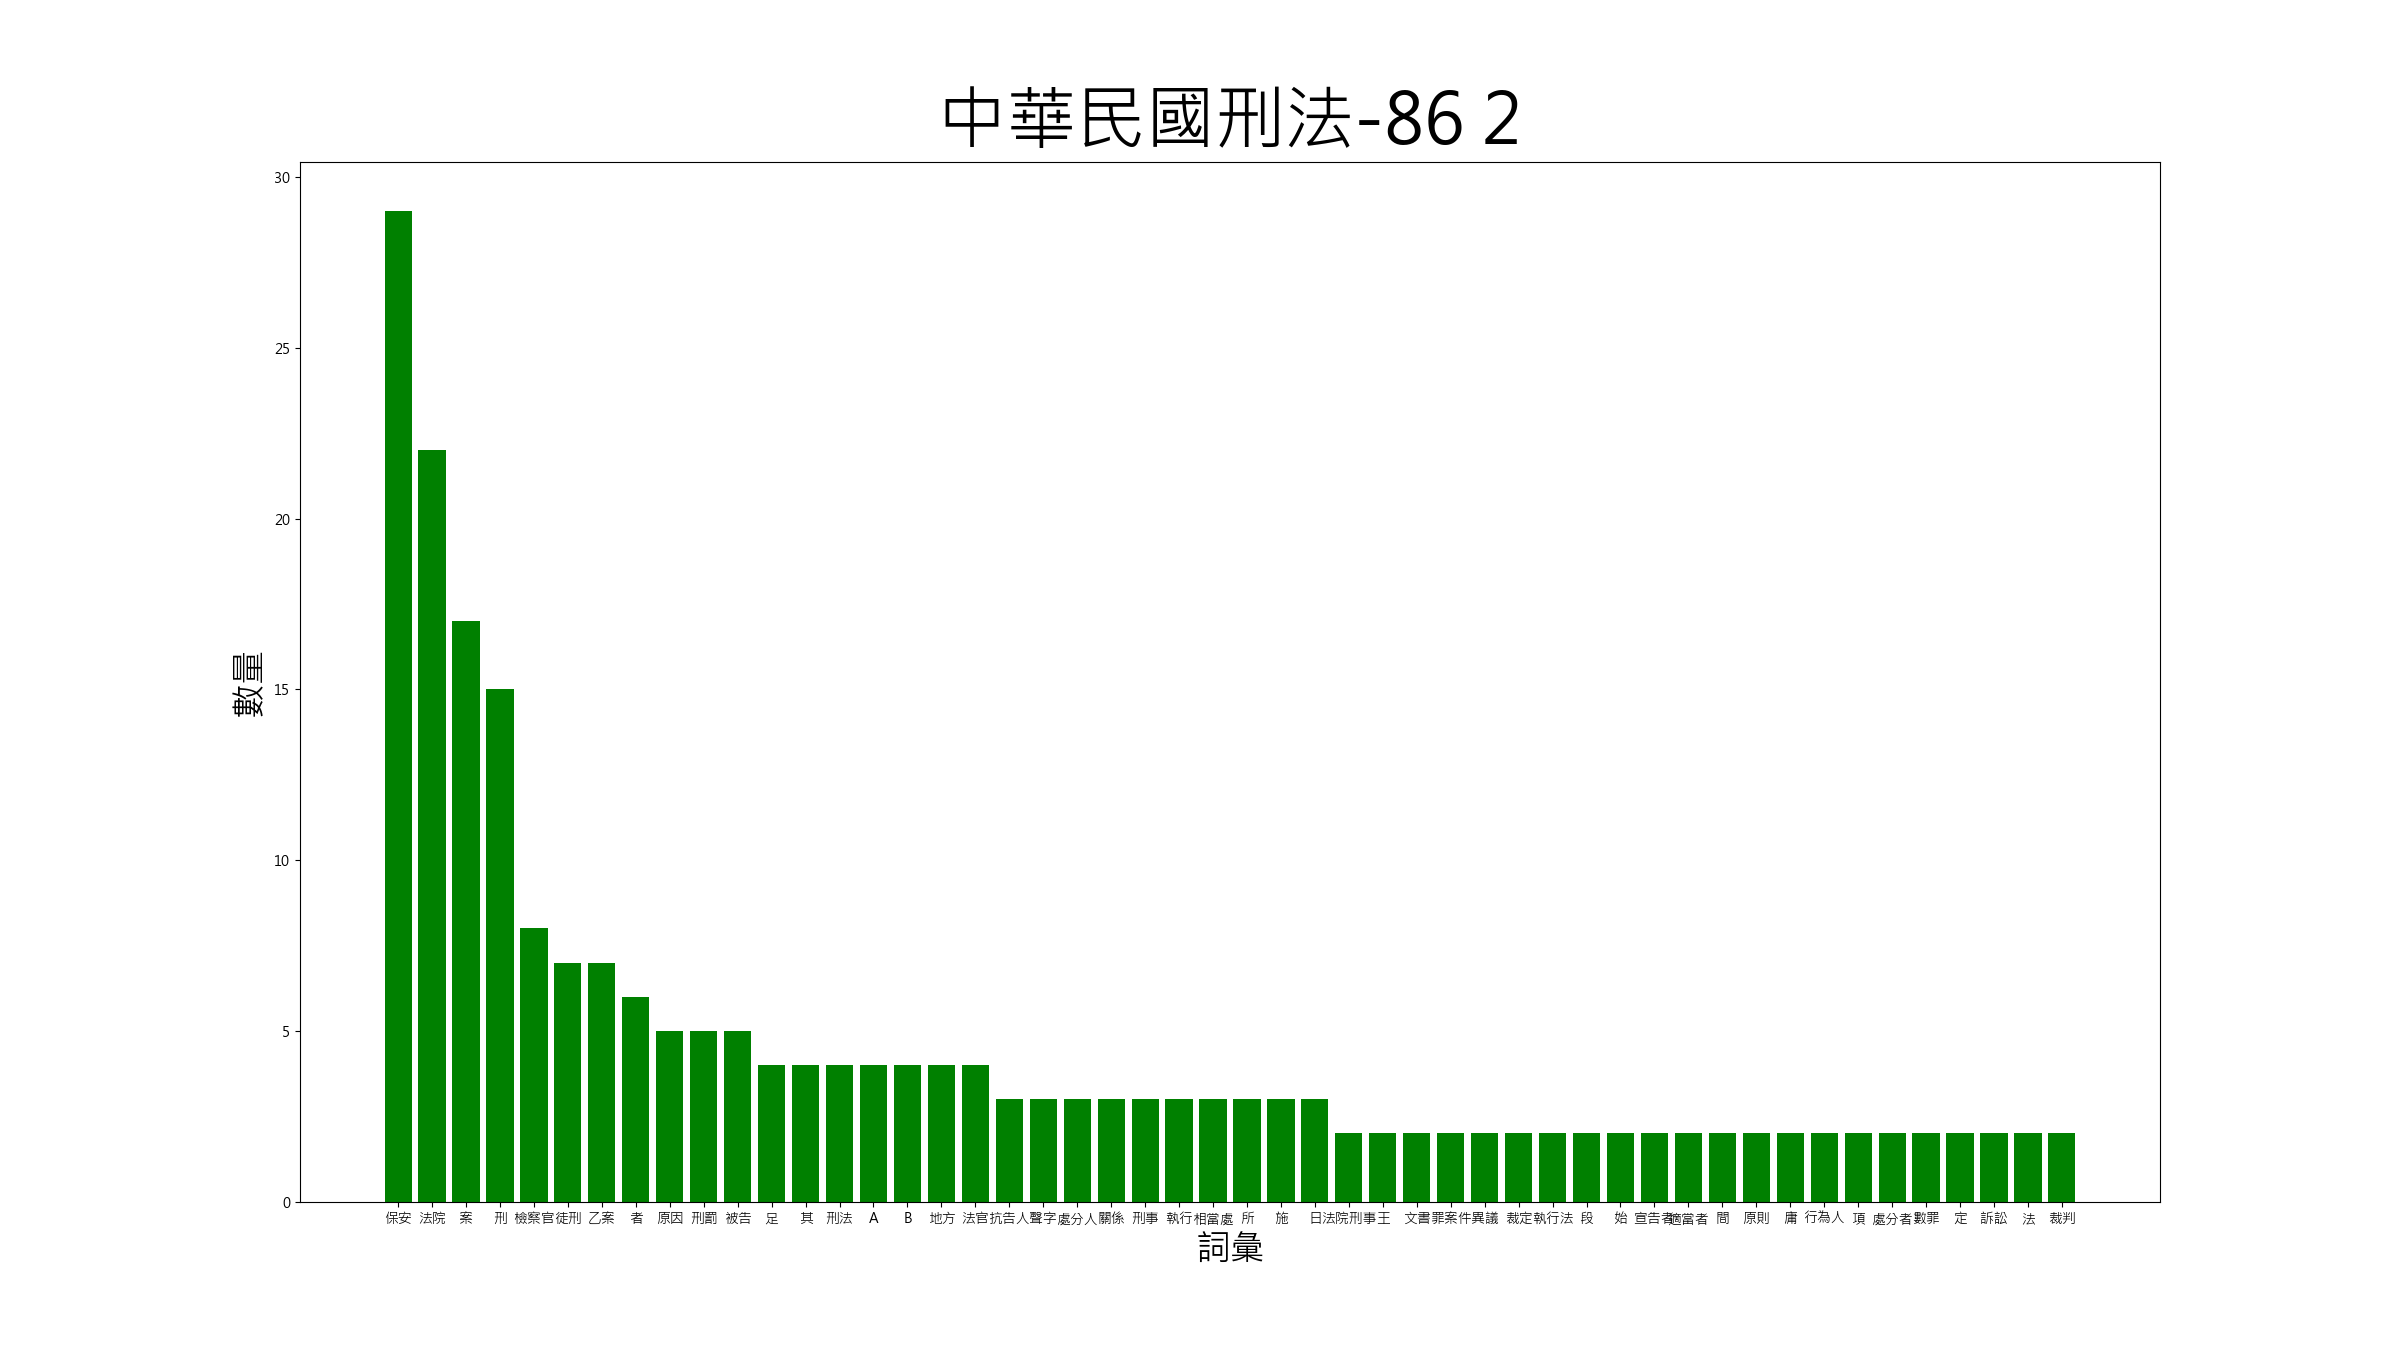 中華民國刑法-86 2
30
25
20
15
10
5
0
數量
保安 法院 案 刑 檢察官 徒刑 乙案 者 原因 刑罰 被告 足 其 刑法 A B 地方 法官 抗告人 聲字 處分人 關係 刑事 執行 相當處 所 施 日 法院刑事 王 文書 罪案件 異議 裁定 執行法 段 始 宣告者 適當者 間 原則 庸 行為人 項 處分者 數罪 定 訴訟 法 裁判
詞彙